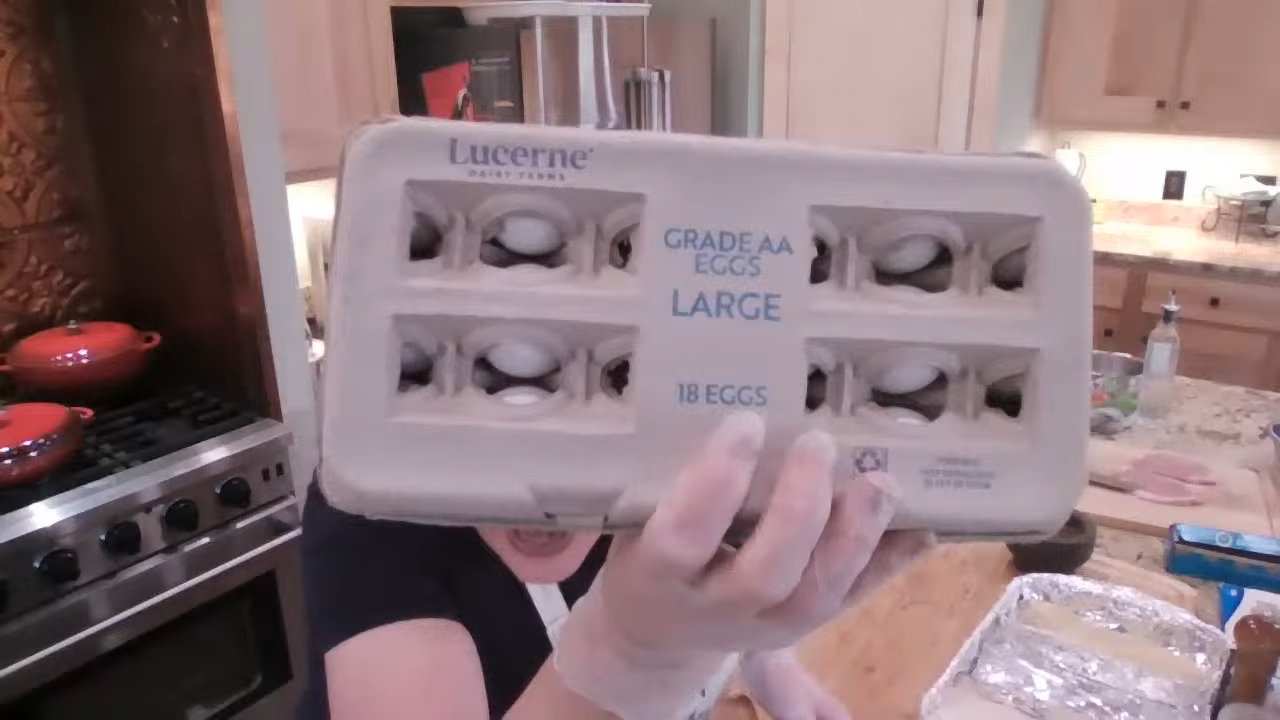 Lucerne
DAIRY FARMS
GRADE AA
EGGS
LARGE
18 EGGS